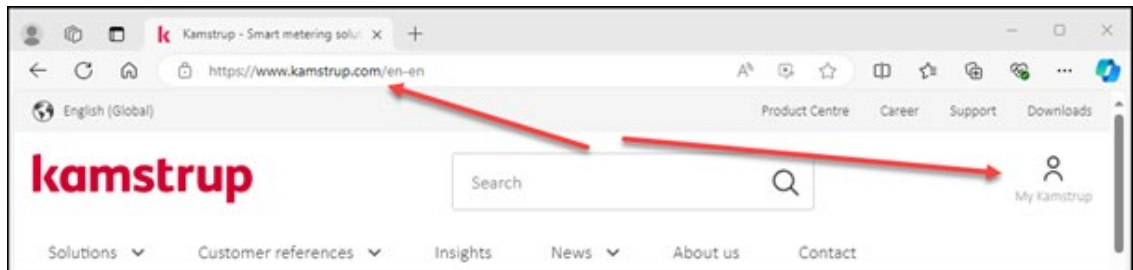 Kamstrup - Smart metering solu
https://www.kamstrup.com/en-en
English (Global) Product Centre Career Support Downloads
kamstrup
Search
My Kamstrup
Solutions Customer references Insights News About us Contact